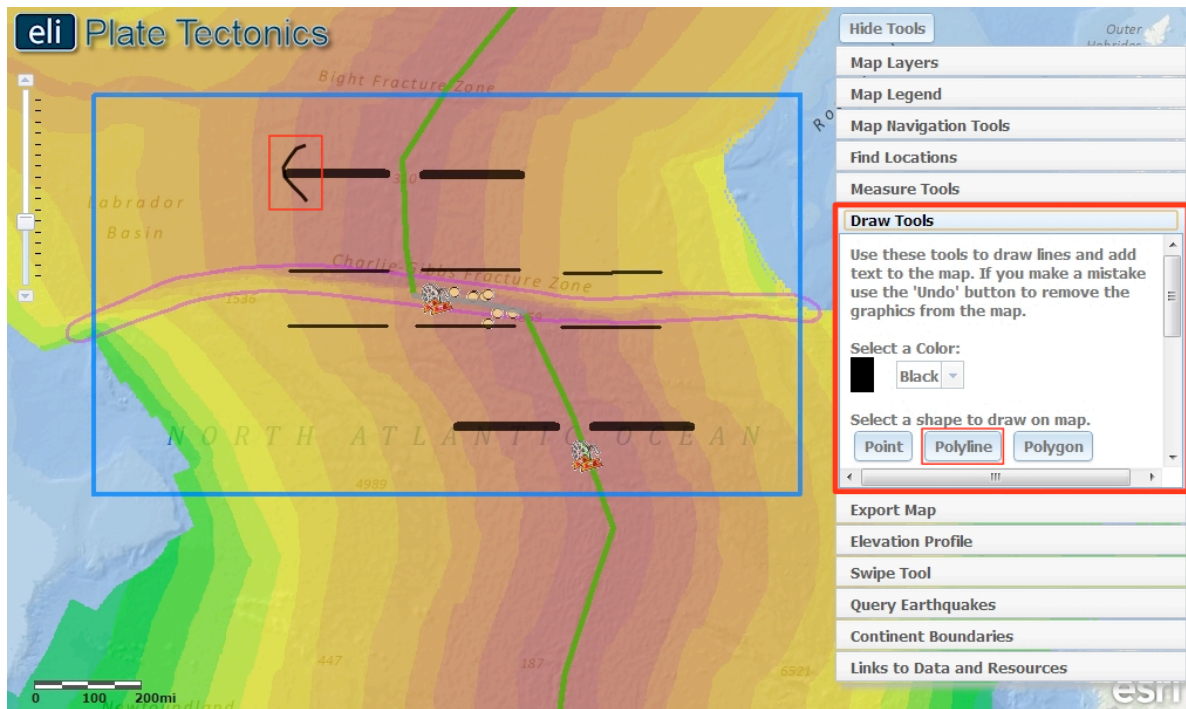 eli Plate Tectonics
Hide Tools
Outer
Hebrides
Map Layers
Bight Fracture Zone
Map Legend
Ro
Map Navigation Tools
Find Locations
310
Measure Tools
Labrador
Basin
Draw Tools
Use these tools to draw lines and add
text to the map. If you make a mistake
use the 'Undo' button to remove the
graphics from the map.
Charlie-Gibbs Fracture Zone
1536
Select a Color:
Black
Select a shape to draw on map.
Point Polyline Polygon
NORTH ATLANTIC OCEAN
4989
Export Map
Elevation Profile
Swipe Tool
Query Earthquakes
Continent Boundaries
447
187
6521
Links to Data and Resources
0 100 200mi
Newfoundland
esri